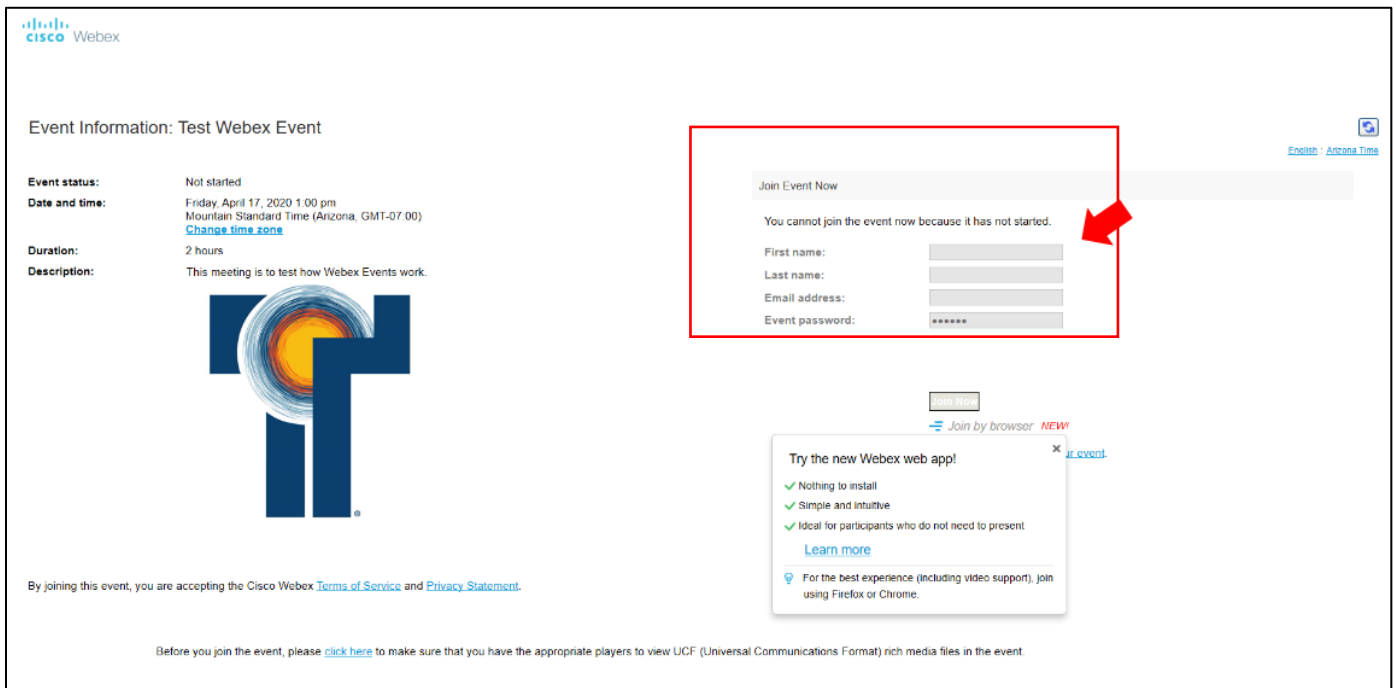 CISCO Webex
Event Information: Test Webex Event
English : Arizona Time
Event status: Not started
Date and time: Friday, April 17, 2020 1:00 pm
Mountain Standard Time (Arizona, GMT-07:00)
Change time zone
Duration: 2 hours
Description: This meeting is to test how Webex Events work.
®
By joining this event, you are accepting the Cisco Webex Terms of Service and Privacy Statement.
Join Event Now
You cannot join the event now because it has not started.
First name:
Last name:
Email address:
Event password: ••••••
Join Now
Join by browser NEW!
ur event.
Try the new Webex web app! ×
Nothing to install
Simple and intuitive
Ideal for participants who do not need to present
Learn more
For the best experience (including video support), join
using Firefox or Chrome.
Before you join the event, please click here to make sure that you have the appropriate players to view UCF (Universal Communications Format) rich media files in the event.